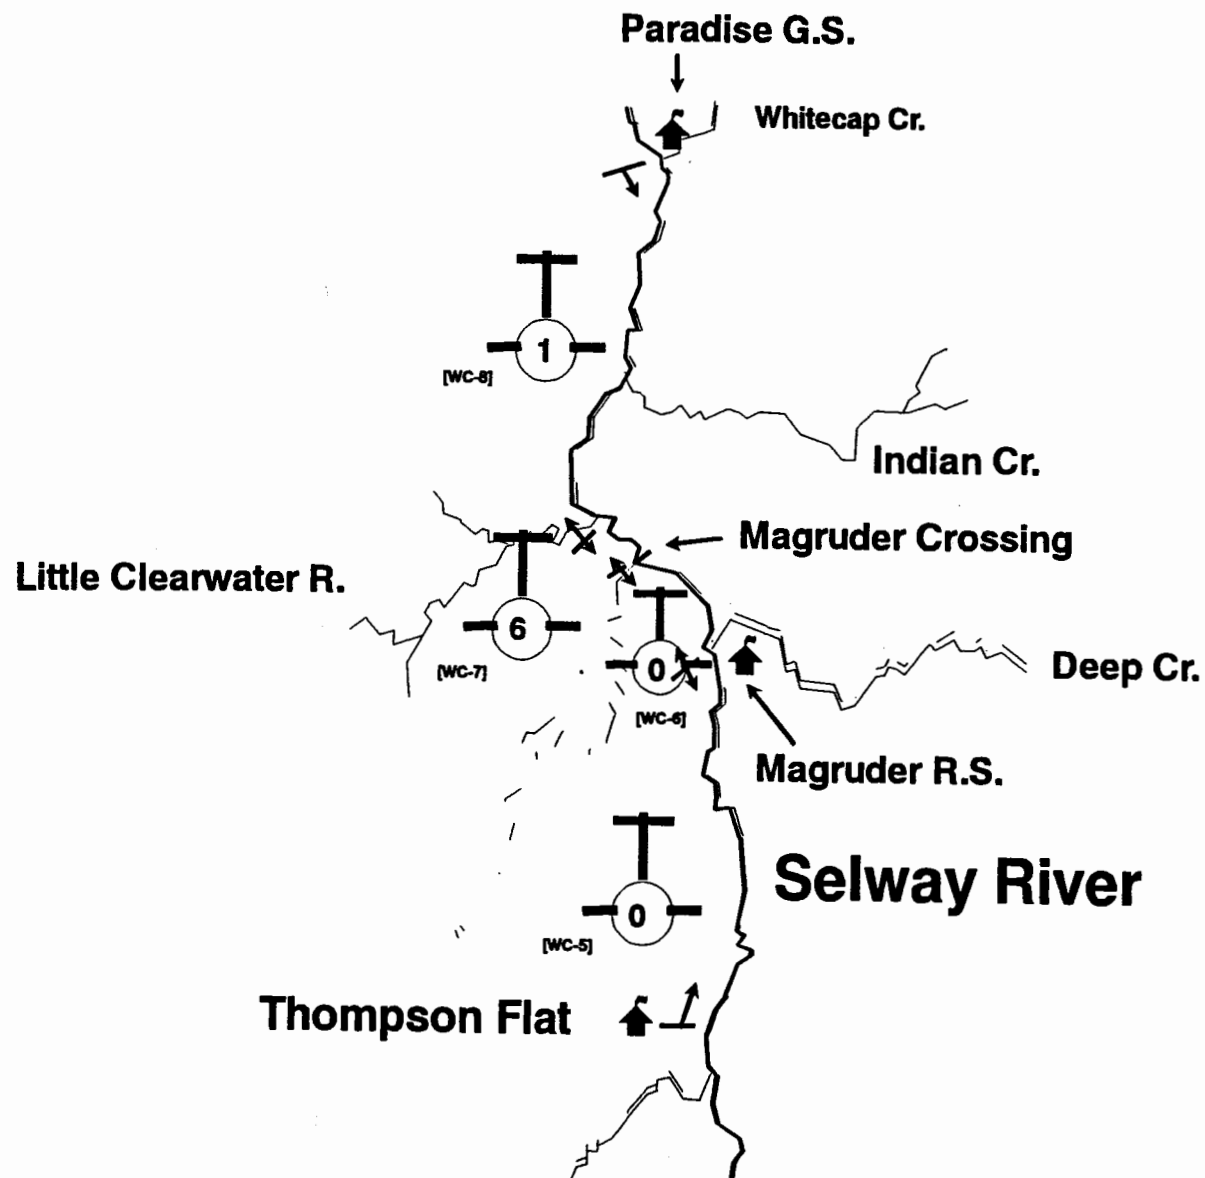 Paradise G.S.
Whitecap Cr.
1
[WC-8]
Indian Cr.
Magruder Crossing
Little Clearwater R.
6
[WC-7]
0
[WC-6]
Deep Cr.
Magruder R.S.
Selway River
0
[WC-5]
Thompson Flat